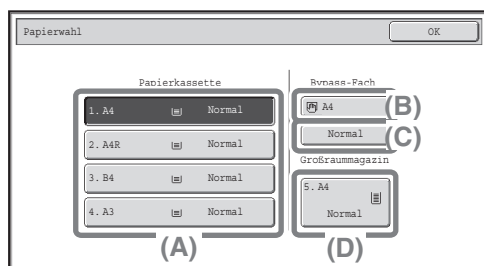 Papierwahl
OK
Papierkassette
1. A4 Normal
2. A4R Normal
3. B4 Normal
4. A3 Normal
(A)
Bypass-Fach
A4
(B)
Normal
(C)
Großraummagazin
5. A4
Normal
(D)